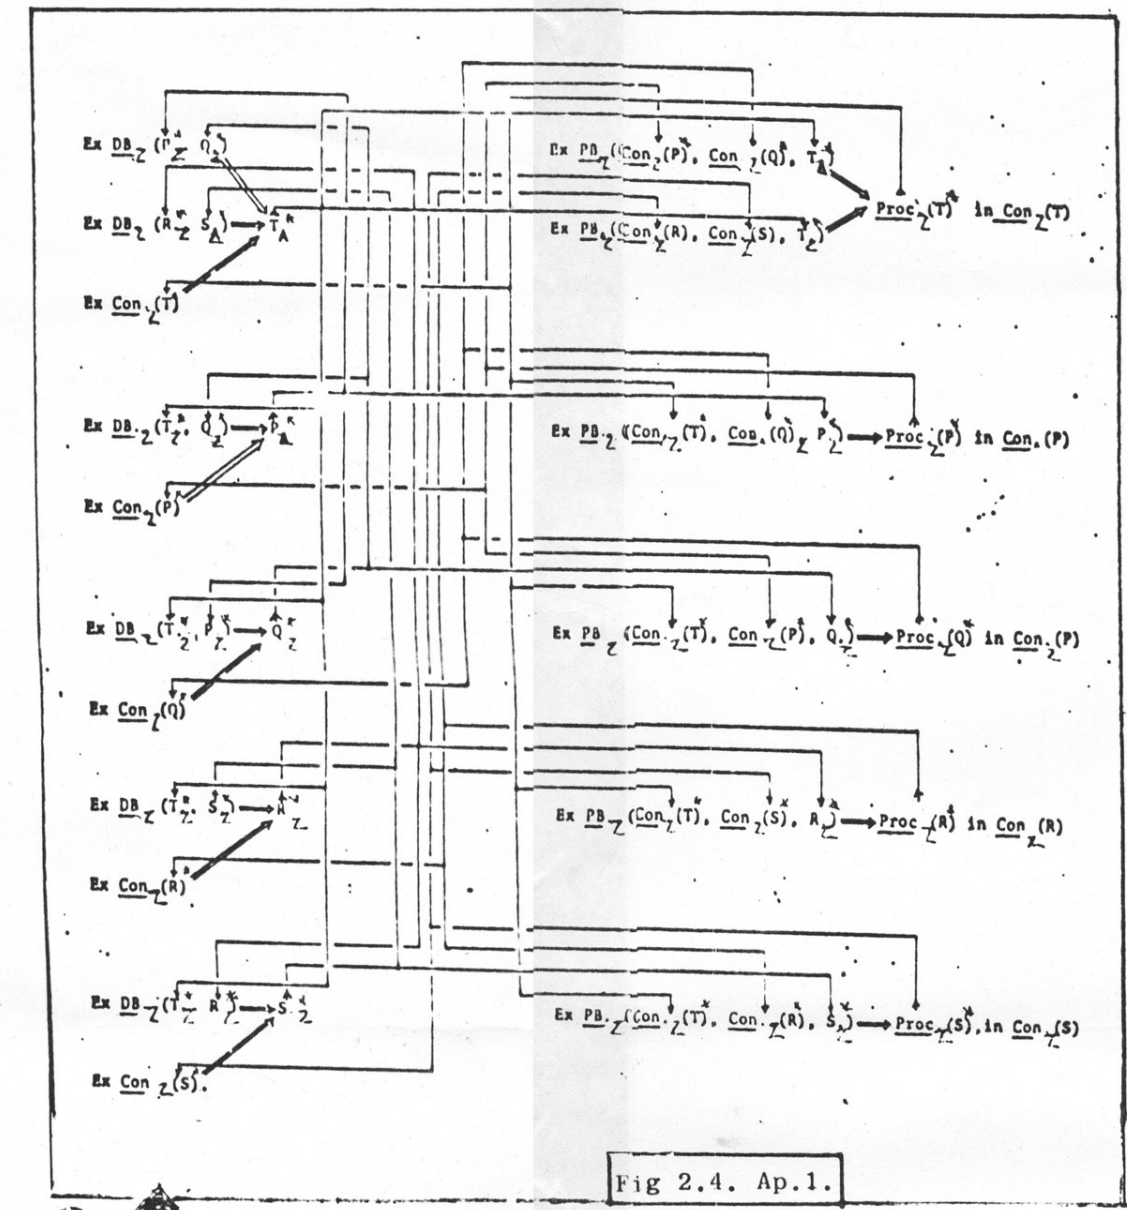 Ex DB Z (P* Z Q* Z)
Ex DB Z (R* Z S* A) T* A
Ex Con Z (T)
Ex PB Z (Con Z (P)*, Con Z (Q)*, T* A)
Ex PB Z (Con Z (R), Con Z (S), T* Z) Proc Z (T)* in Con Z (T)
Ex DB Z (T* Z, Q* Z) P* A
Ex PB Z (Con Z (T)*, Con (Q)* Z P* Z) Proc Z (P)* in Con (P)
Ex Con Z (P)
Ex DB Z (T* Z, P* Z) Q* Z
Ex PB Z (Con Z (T)*, Con Z (P)*, Q* Z) Proc Z (Q)* in Con Z (P)
Ex Con Z (Q)*
Ex DB Z (T* Z, S* Z) R Z
Ex PB Z (Con Z (T)*, Con Z (S)*, R* Z) Proc Z (R)* in Con Z (R)
Ex Con Z (R)*
Ex DB Z (T* Z R* Z) S* Z
Ex PB Z (Con Z (T)*, Con Z (R)*, S* Z) Proc Z (S)*, in Con Z (S)
Ex Con Z (S).
Fig 2.4. Ap.1.